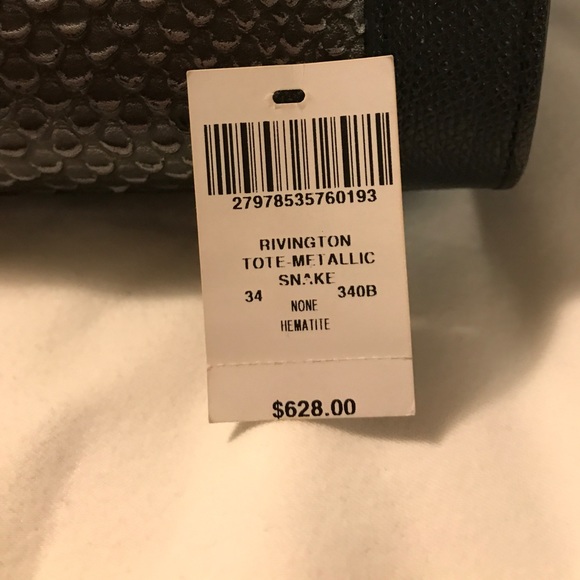 27978535760193
RIVINGTON
TOTE-METALLIC
SNAKE
34 340B
NONE
HEMATITE
$628.00